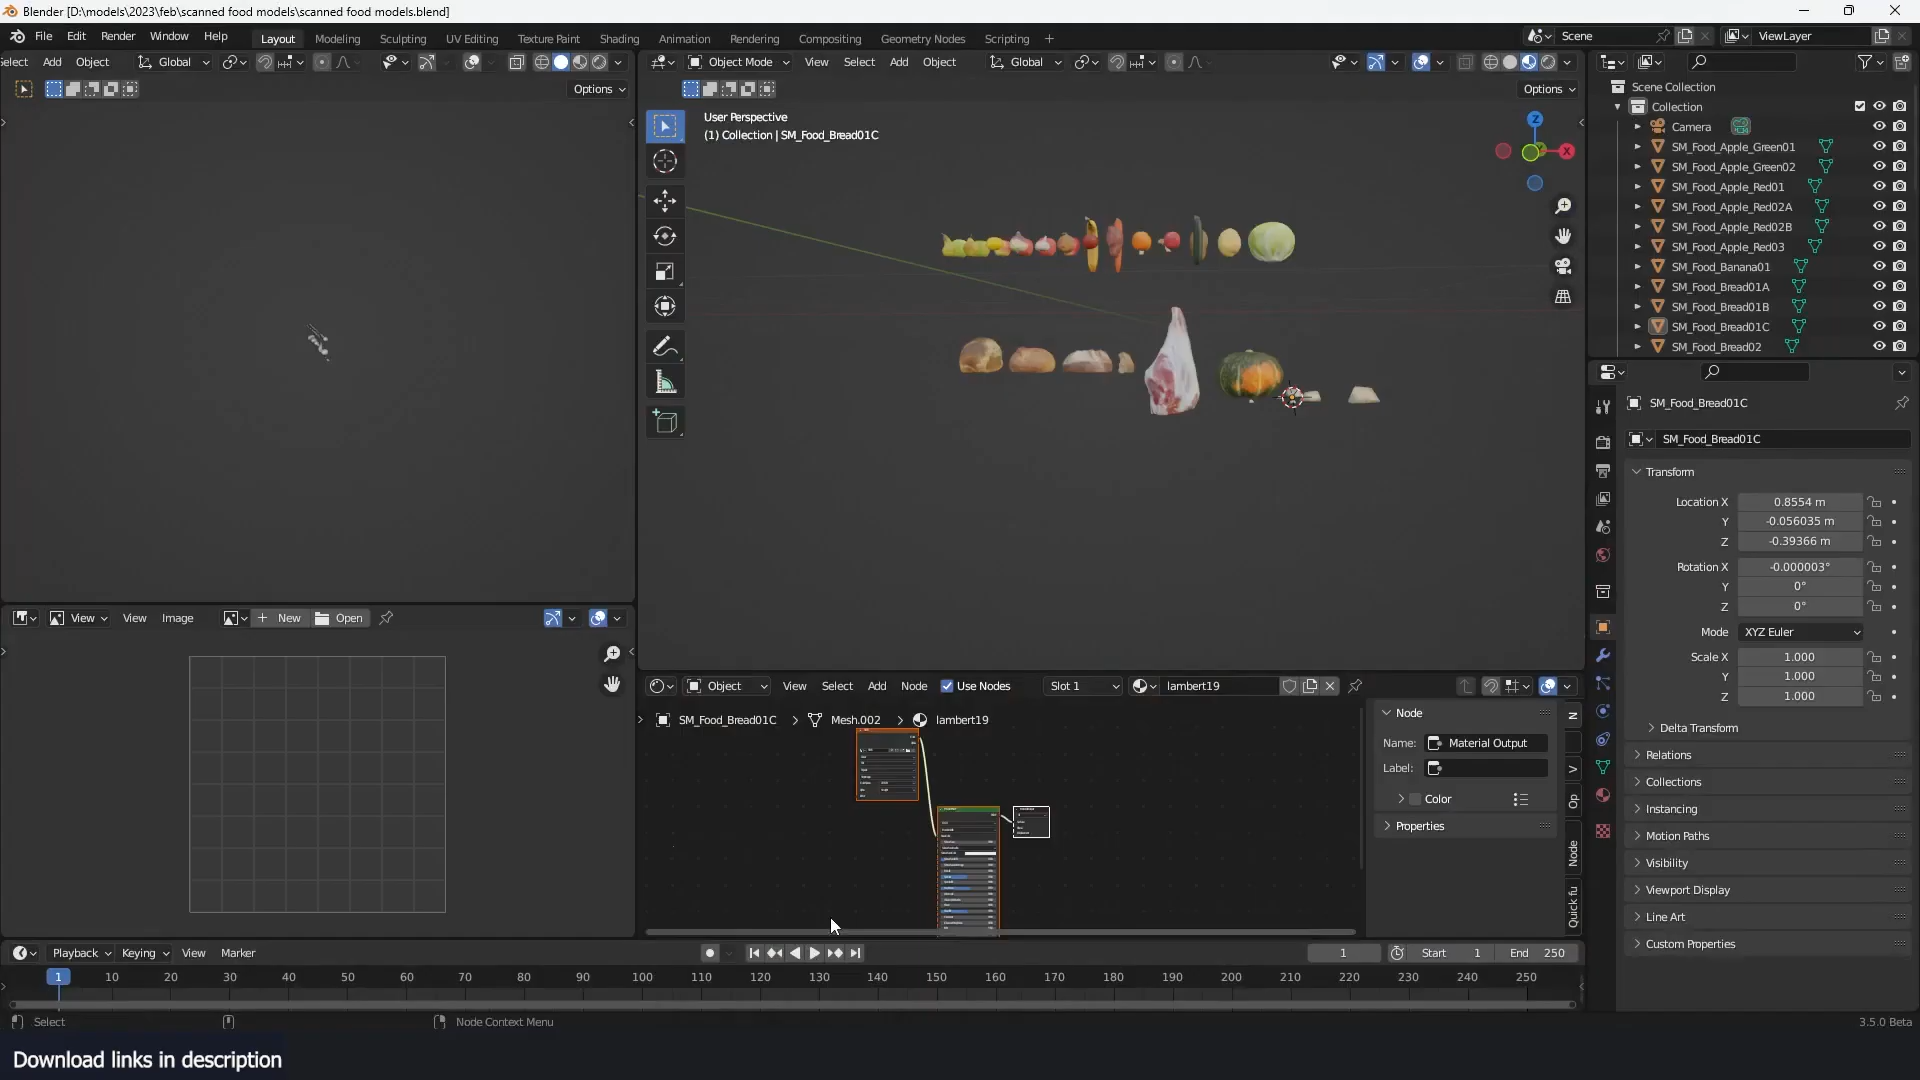 Blender [D:\models\2023\feb\scanned food models\scanned food models.blend]
File Edit Render Window Help
Layout Modeling Sculpting UV Editing Texture Paint Shading Animation Rendering Compositing Geometry Nodes Scripting +
Scene
ViewLayer
elect Add Object Global
Options
Object Mode View Select Add Object Global
Options
User Perspective
(1) Collection | SM_Food_Bread01C
Z
X
Scene Collection
Collection
Camera
SM_Food_Apple_Green01
SM_Food_Apple_Green02
SM_Food_Apple_Red01
SM_Food_Apple_Red02A
SM_Food_Apple_Red02B
SM_Food_Apple_Red03
SM_Food_Banana01
SM_Food_Bread01A
SM_Food_Bread01B
SM_Food_Bread01C
SM_Food_Bread02
SM_Food_Bread01C
SM_Food_Bread01C
Transform
Location X 0.8554 m
Y -0.056035 m
Z -0.39366 m
Rotation X -0.000003°
Y 0°
Z 0°
Mode XYZ Euler
Scale X 1.000
Y 1.000
Z 1.000
Delta Transform
Relations
Collections
Instancing
Motion Paths
Visibility
Viewport Display
Line Art
Custom Properties
View View Image + New Open
Object View Select Add Node Use Nodes Slot 1 lambert19
SM_Food_Bread01C > Mesh.002 > lambert19
Node
Name: Material Output
Label:
Color
Properties
N
V
Op
Node
Quick fu
Playback Keying View Marker
1 Start 1 End 250
1 10 20 30 40 50 60 70 80 90 100 110 120 130 140 150 160 170 180 190 200 210 220 230 240 250
Select Node Context Menu
3.5.0 Beta
Download links in description